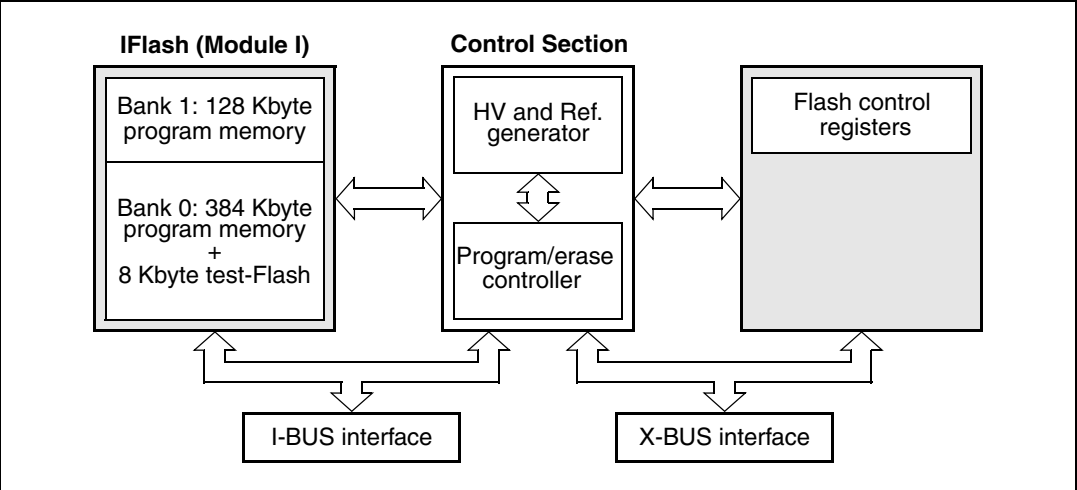 IFlash (Module I)
Control Section
Bank 1: 128 Kbyte
program memory
Bank 0: 384 Kbyte
program memory
+
8 Kbyte test-Flash
HV and Ref.
generator
Program/erase
controller
Flash control
registers
I-BUS interface
X-BUS interface